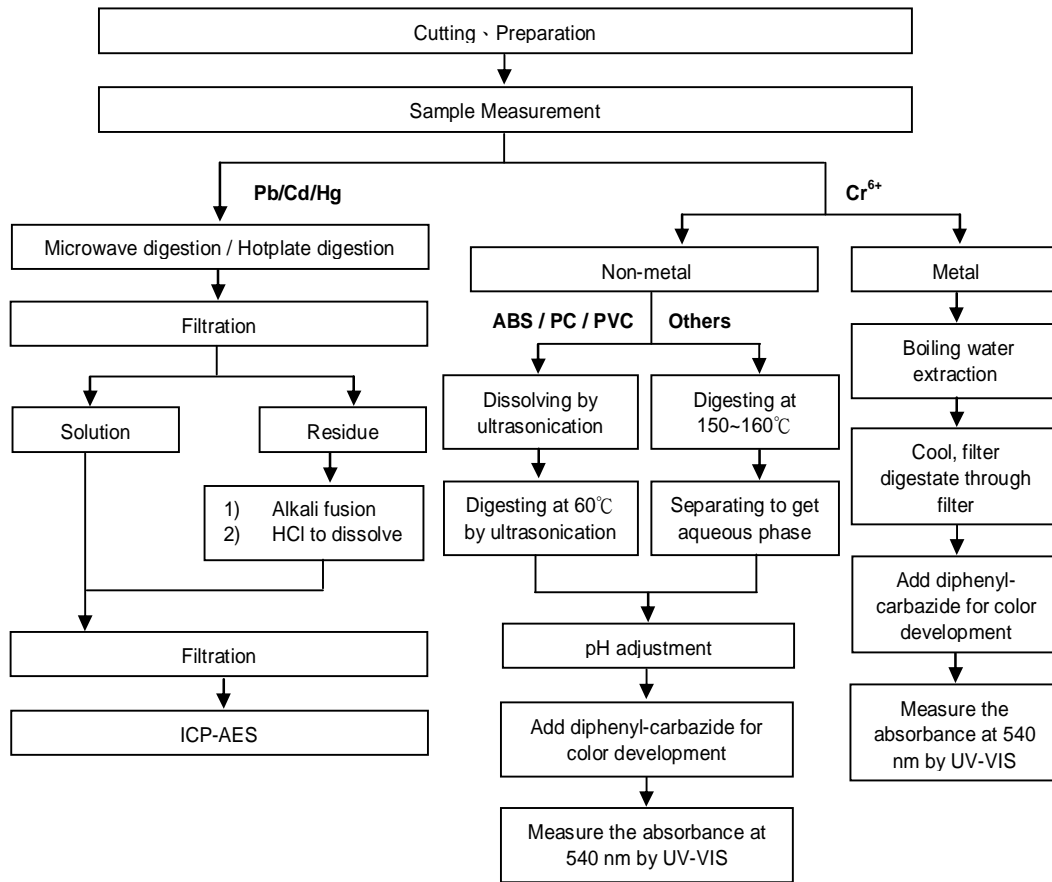 Cutting、Preparation
Sample Measurement
Pb/Cd/Hg
Microwave digestion / Hotplate digestion
Filtration
Solution
Residue
1) Alkali fusion
2) HCl to dissolve
Filtration
ICP-AES
Cr⁶⁺
Non-metal
ABS / PC / PVC
Others
Dissolving by
ultrasonication
Digesting at 60℃
by ultrasonication
Digesting at
150~160℃
Separating to get
aqueous phase
pH adjustment
Add diphenyl-carbazide for
color development
Measure the absorbance at
540 nm by UV-VIS
Metal
Boiling water
extraction
Cool, filter
digestate through
filter
Add diphenyl-
carbazide for color
development
Measure the
absorbance at 540
nm by UV-VIS